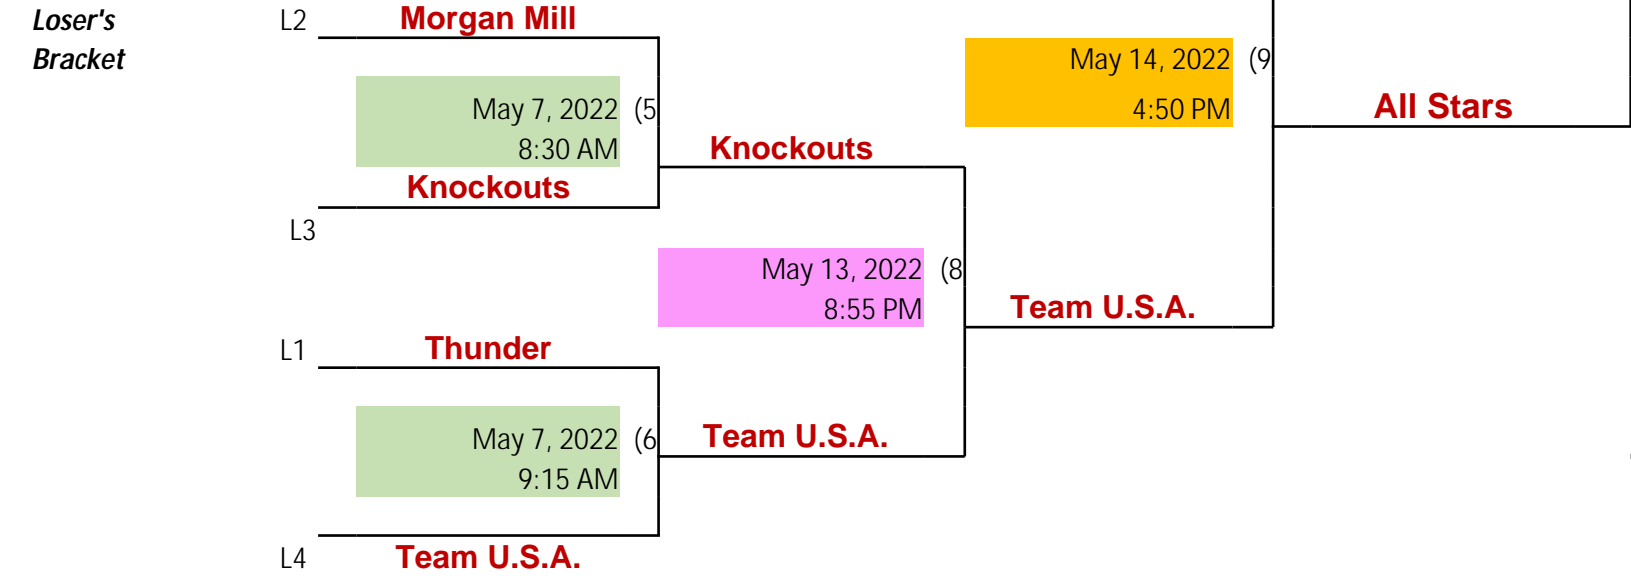 Loser's
Bracket
L2 Morgan Mill
May 14, 2022 (9
4:50 PM
All Stars
May 7, 2022 (5
8:30 AM
Knockouts
Knockouts
L3
May 13, 2022 (8
8:55 PM
Team U.S.A.
L1 Thunder
May 7, 2022 (6
9:15 AM
Team U.S.A.
L4 Team U.S.A.